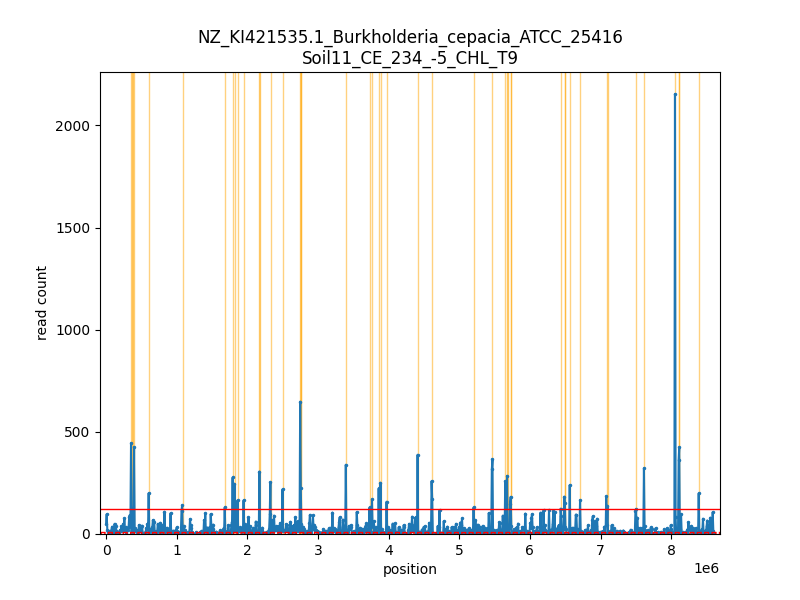 NZ_KI421535.1_Burkholderia_cepacia_ATCC_25416
Soil11_CE_234_-5_CHL_T9
2000
1500
1000
500
0
read count
0 1 2 3 4 5 6 7 8
1e6
position